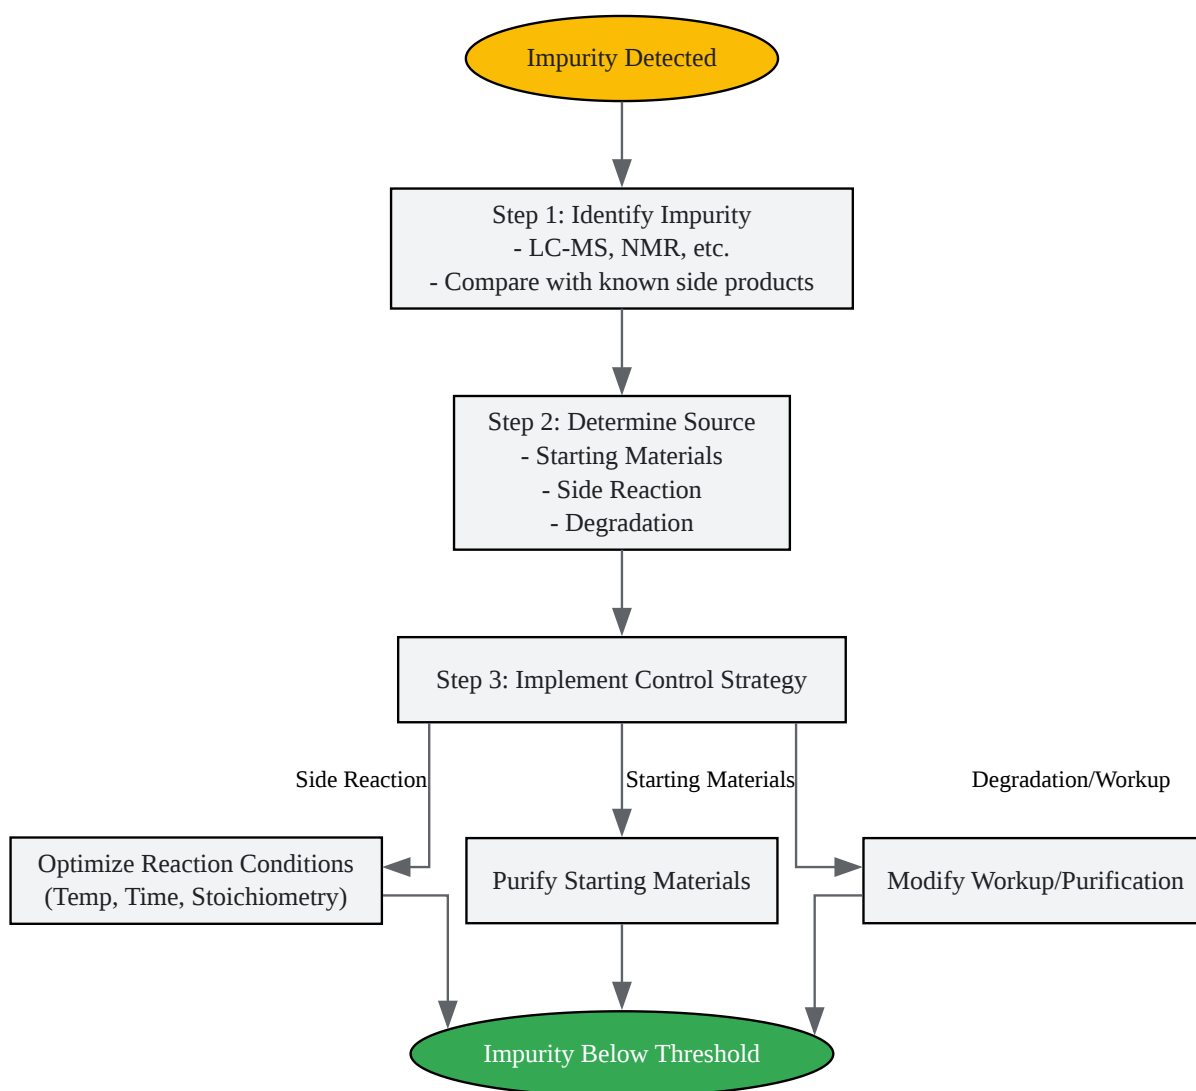 Impurity Detected
Step 1: Identify Impurity
- LC-MS, NMR, etc.
- Compare with known side products
Step 2: Determine Source
- Starting Materials
- Side Reaction
- Degradation
Step 3: Implement Control Strategy
Side Reaction
Starting Materials
Degradation/Workup
Optimize Reaction Conditions
(Temp, Time, Stoichiometry)
Purify Starting Materials
Modify Workup/Purification
Impurity Below Threshold